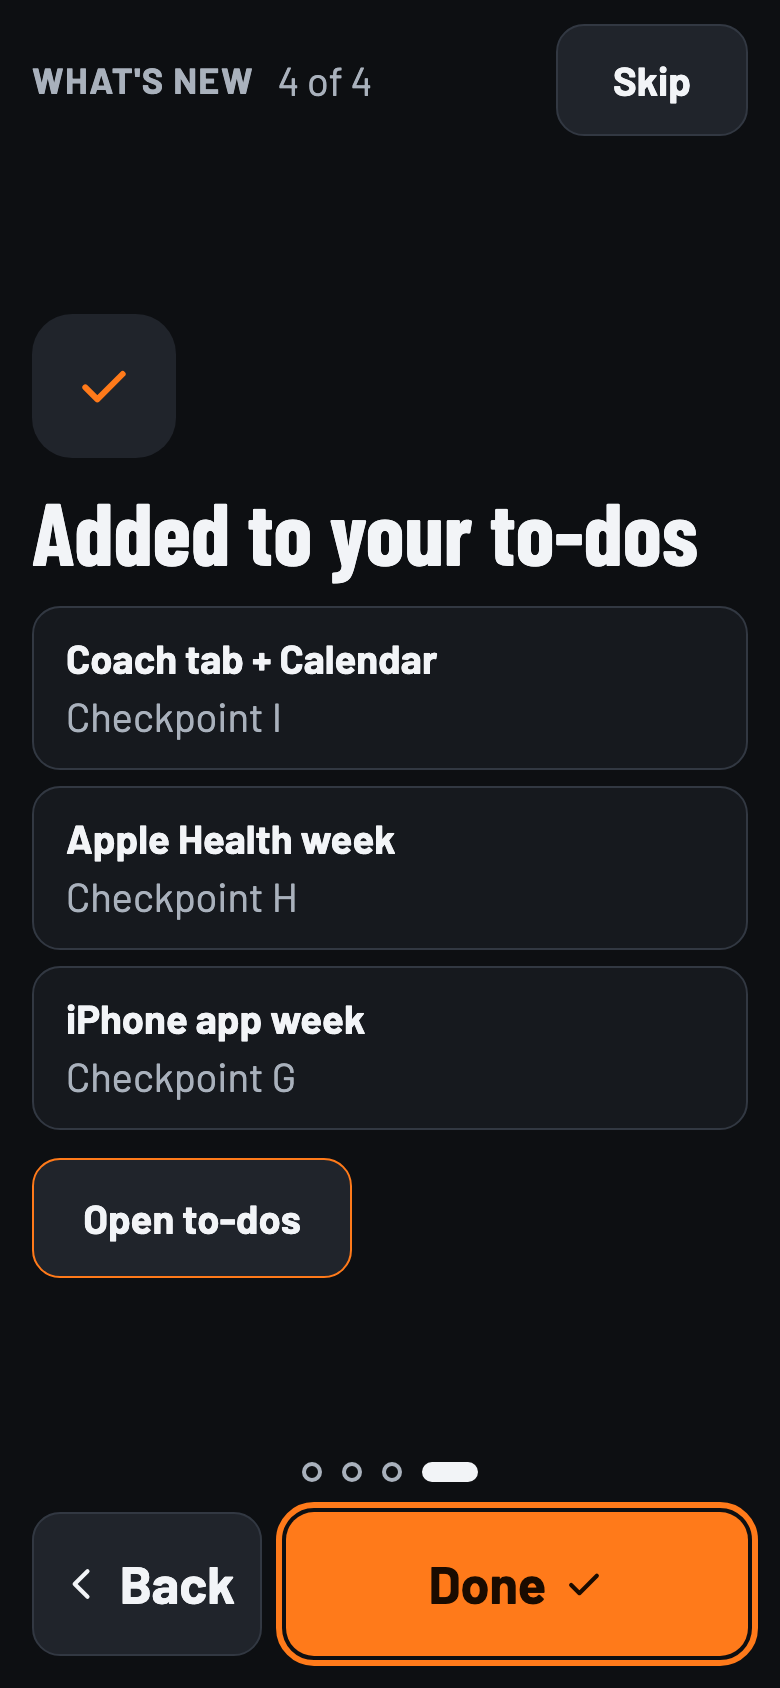 WHAT'S NEW 4 of 4
Skip
Added to your to-dos
Coach tab + Calendar
Checkpoint I
Apple Health week
Checkpoint H
iPhone app week
Checkpoint G
Open to-dos
Back
Done